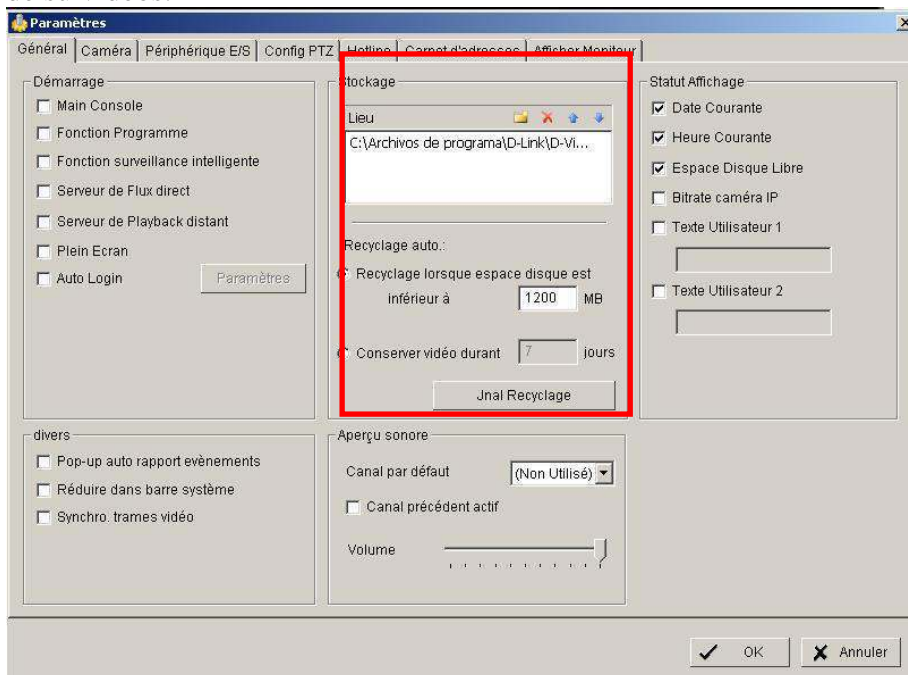 Paramètres
Général Caméra Périphérique E/S Config PTZ Hotline Carnet d'adresses Afficher Moniteur
Démarrage
Main Console
Fonction Programme
Fonction surveillance intelligente
Serveur de Flux direct
Serveur de Playback distant
Plein Ecran
Auto Login Paramètres
Stockage
Lieu
C:\Archivos de programa\D-Link\D-Vi...
Recyclage auto.:
Recyclage lorsque espace disque est
inférieur à 1200 MB
Conserver vidéo durant 7 jours
Jnal Recyclage
Statut Affichage
Date Courante
Heure Courante
Espace Disque Libre
Bitrate caméra IP
Texte Utilisateur 1
Texte Utilisateur 2
divers
Pop-up auto rapport evènements
Réduire dans barre système
Synchro. trames vidéo
Aperçu sonore
Canal par défaut (Non Utilisé)
Canal précédent actif
Volume
OK Annuler